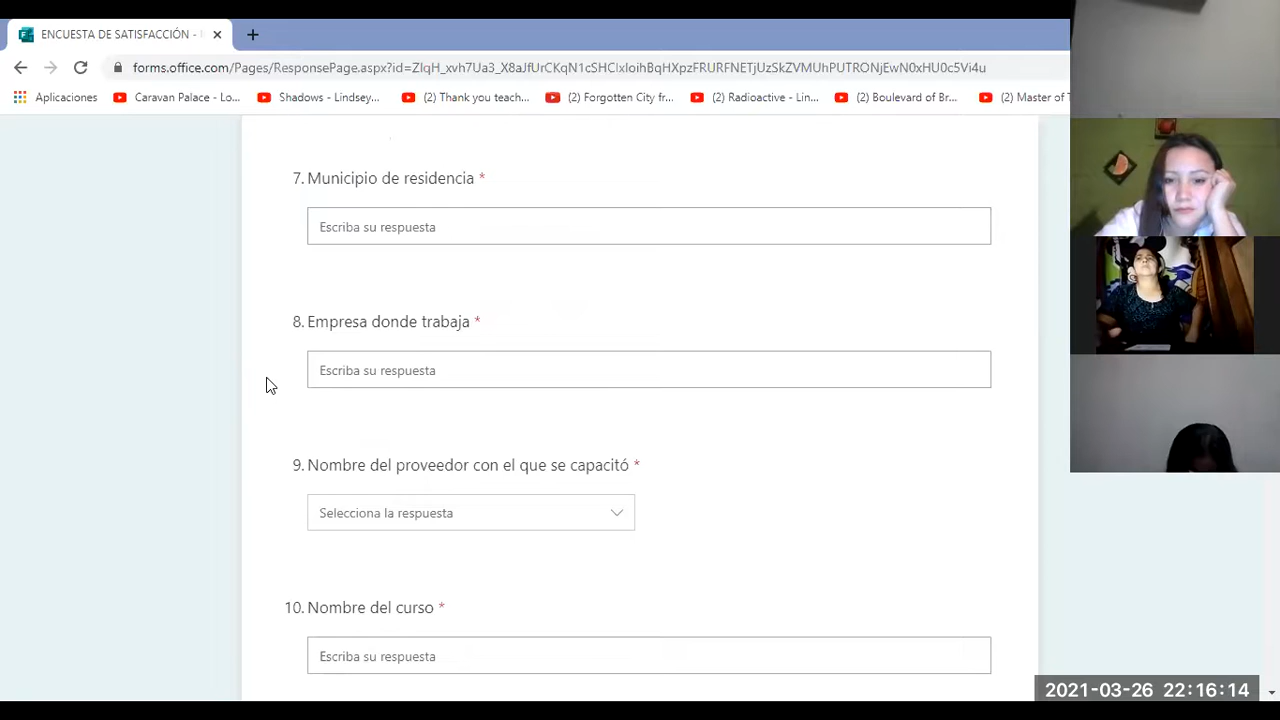 ENCUESTA DE SATISFACCIÓN -
forms.office.com/Pages/ResponsePage.aspx?id=ZIqH_xvh7Ua3_X8aJfUrCKqN1cSHClxIoihBqHXpzFRURFNETjUzSkZVMUhPUTRONjEwN0xHU0c5Vi4u
Aplicaciones
Caravan Palace - Lo...
Shadows - Lindsey...
(2) Thank you teach...
(2) Forgotten City fr...
(2) Radioactive - Lin...
(2) Boulevard of Br...
(2) Master of
7. Municipio de residencia *
Escriba su respuesta
8. Empresa donde trabaja *
Escriba su respuesta
9. Nombre del proveedor con el que se capacitó *
Selecciona la respuesta
10. Nombre del curso *
Escriba su respuesta
2021-03-26 22:16:14